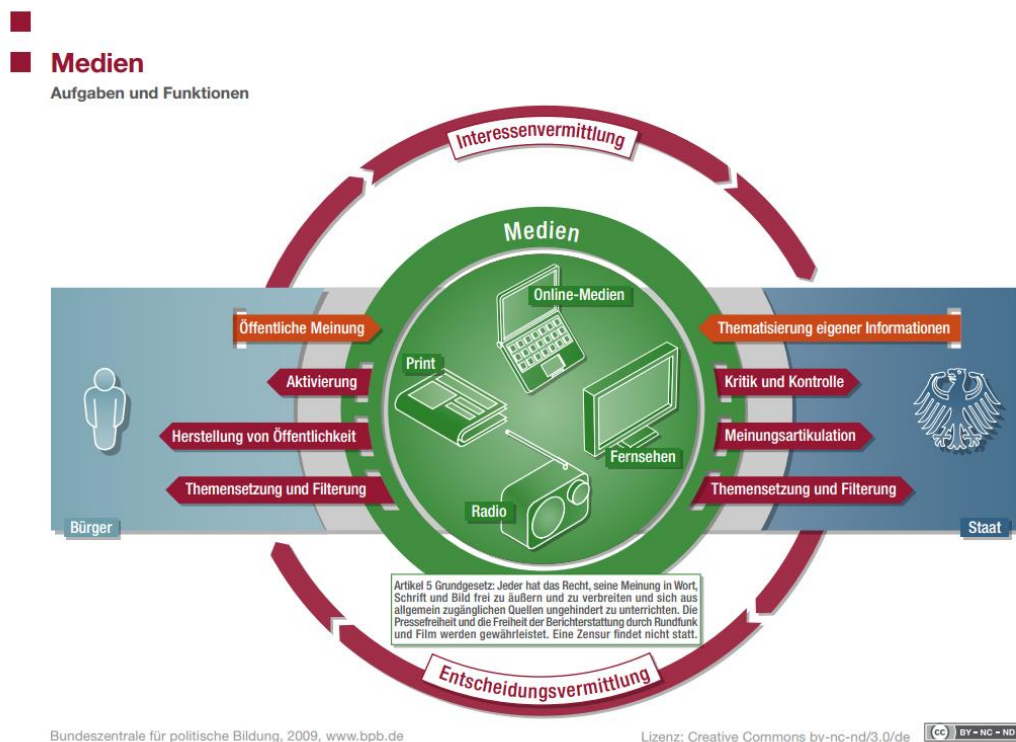 Medien
Aufgaben und Funktionen
Interessenvermittlung
Medien
Online-Medien
Print
Fernsehen
Radio
Öffentliche Meinung
Aktivierung
Herstellung von Öffentlichkeit
Themensetzung und Filterung
Bürger
Thematisierung eigener Informationen
Kritik und Kontrolle
Meinungsartikulation
Themensetzung und Filterung
Staat
Artikel 5 Grundgesetz: Jeder hat das Recht, seine Meinung in Wort,
Schrift und Bild frei zu äußern und zu verbreiten und sich aus
allgemein zugänglichen Quellen ungehindert zu unterrichten. Die
Pressefreiheit und die Freiheit der Berichterstattung durch Rundfunk
und Film werden gewährleistet. Eine Zensur findet nicht statt.
Entscheidungsvermittlung
Bundeszentrale für politische Bildung, 2009, www.bpb.de
Lizenz: Creative Commons by-nc-nd/3.0/de
cc BY - NC - ND